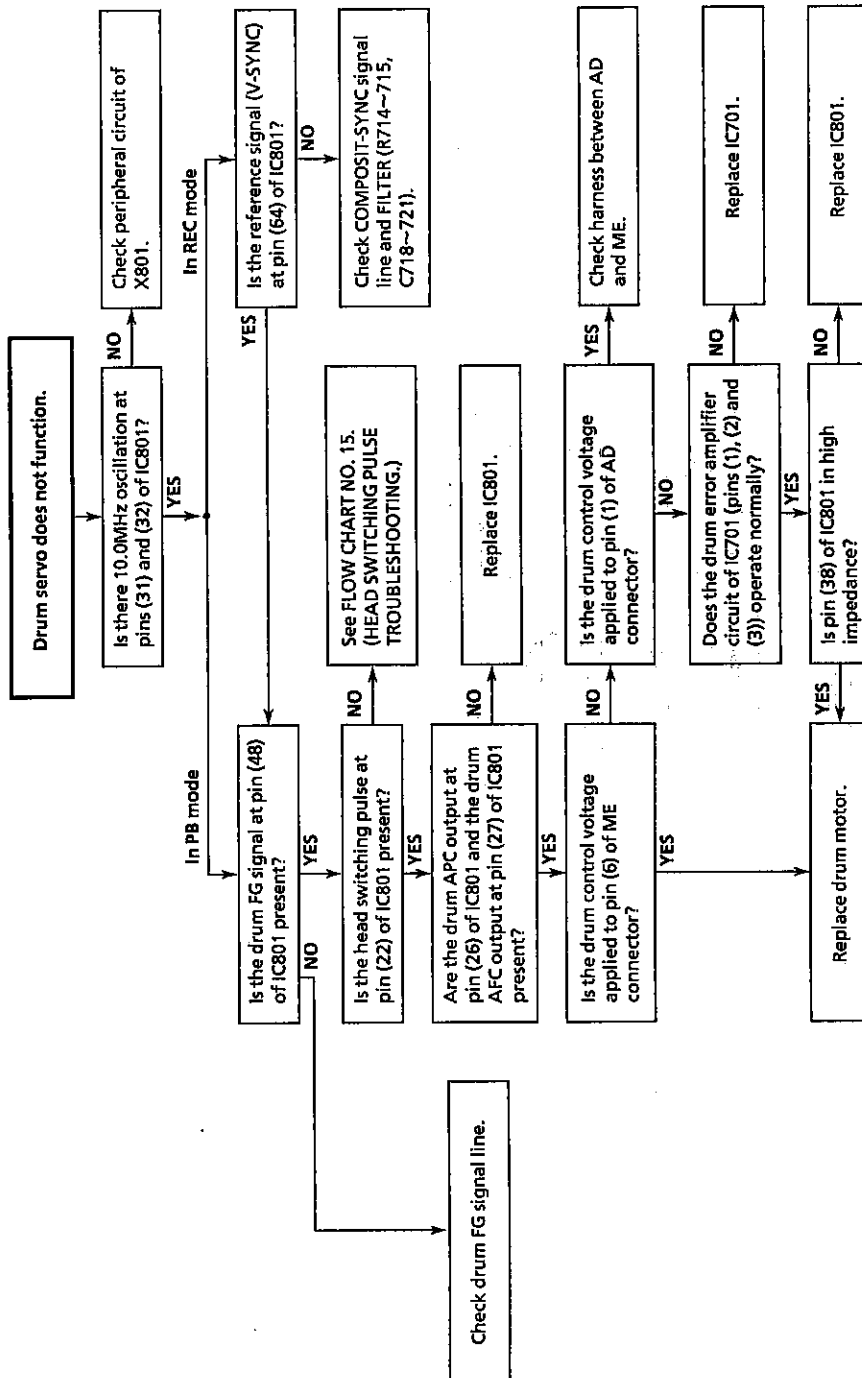 Drum servo does not function.
Is there 10.0MHz oscillation at
pins (31) and (32) of IC801?
NO
Check peripheral circuit of
X801.
YES
In PB mode
In REC mode
Is the reference signal (V-SYNC)
at pin (64) of IC801?
YES
NO
Check COMPOSIT-SYNC signal
line and FILTER (R714~715,
C718~721).
Is the drum FG signal at pin (48)
of IC801 present?
NO
YES
Check drum FG signal line.
Is the head switching pulse at
pin (22) of IC801 present?
NO
See FLOW CHART NO. 15.
(HEAD SWITCHING PULSE
TROUBLESHOOTING.)
YES
Are the drum APC output at
pin (26) of IC801 and the drum
AFC output at pin (27) of IC801
present?
NO
Replace IC801.
YES
Is the drum control voltage
applied to pin (6) of ME
connector?
NO
YES
Is the drum control voltage
applied to pin (1) of AD
connector?
YES
Check harness between AD
and ME.
NO
Does the drum error amplifier
circuit of IC701 (pins (1), (2) and
(3)) operate normally?
NO
Replace IC701.
YES
Is pin (38) of IC801 in high
impedance?
NO
Replace IC801.
YES
Replace drum motor.